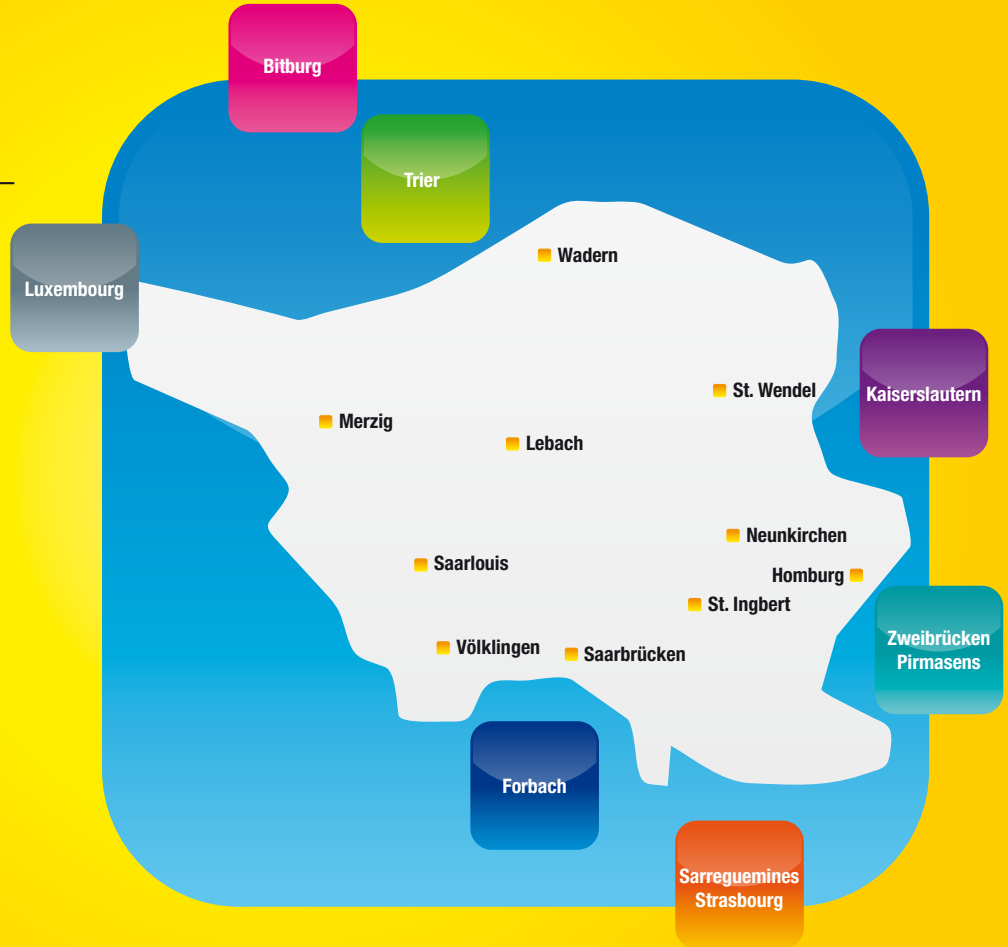 Bitburg
Trier
Wadern
Luxembourg
St. Wendel
Kaiserslautern
Merzig
Lebach
Neunkirchen
Saarlouis
Homburg
St. Ingbert
Völklingen
Saarbrücken
Zweibrücken
Pirmasens
Forbach
Sarreguemines
Strasbourg